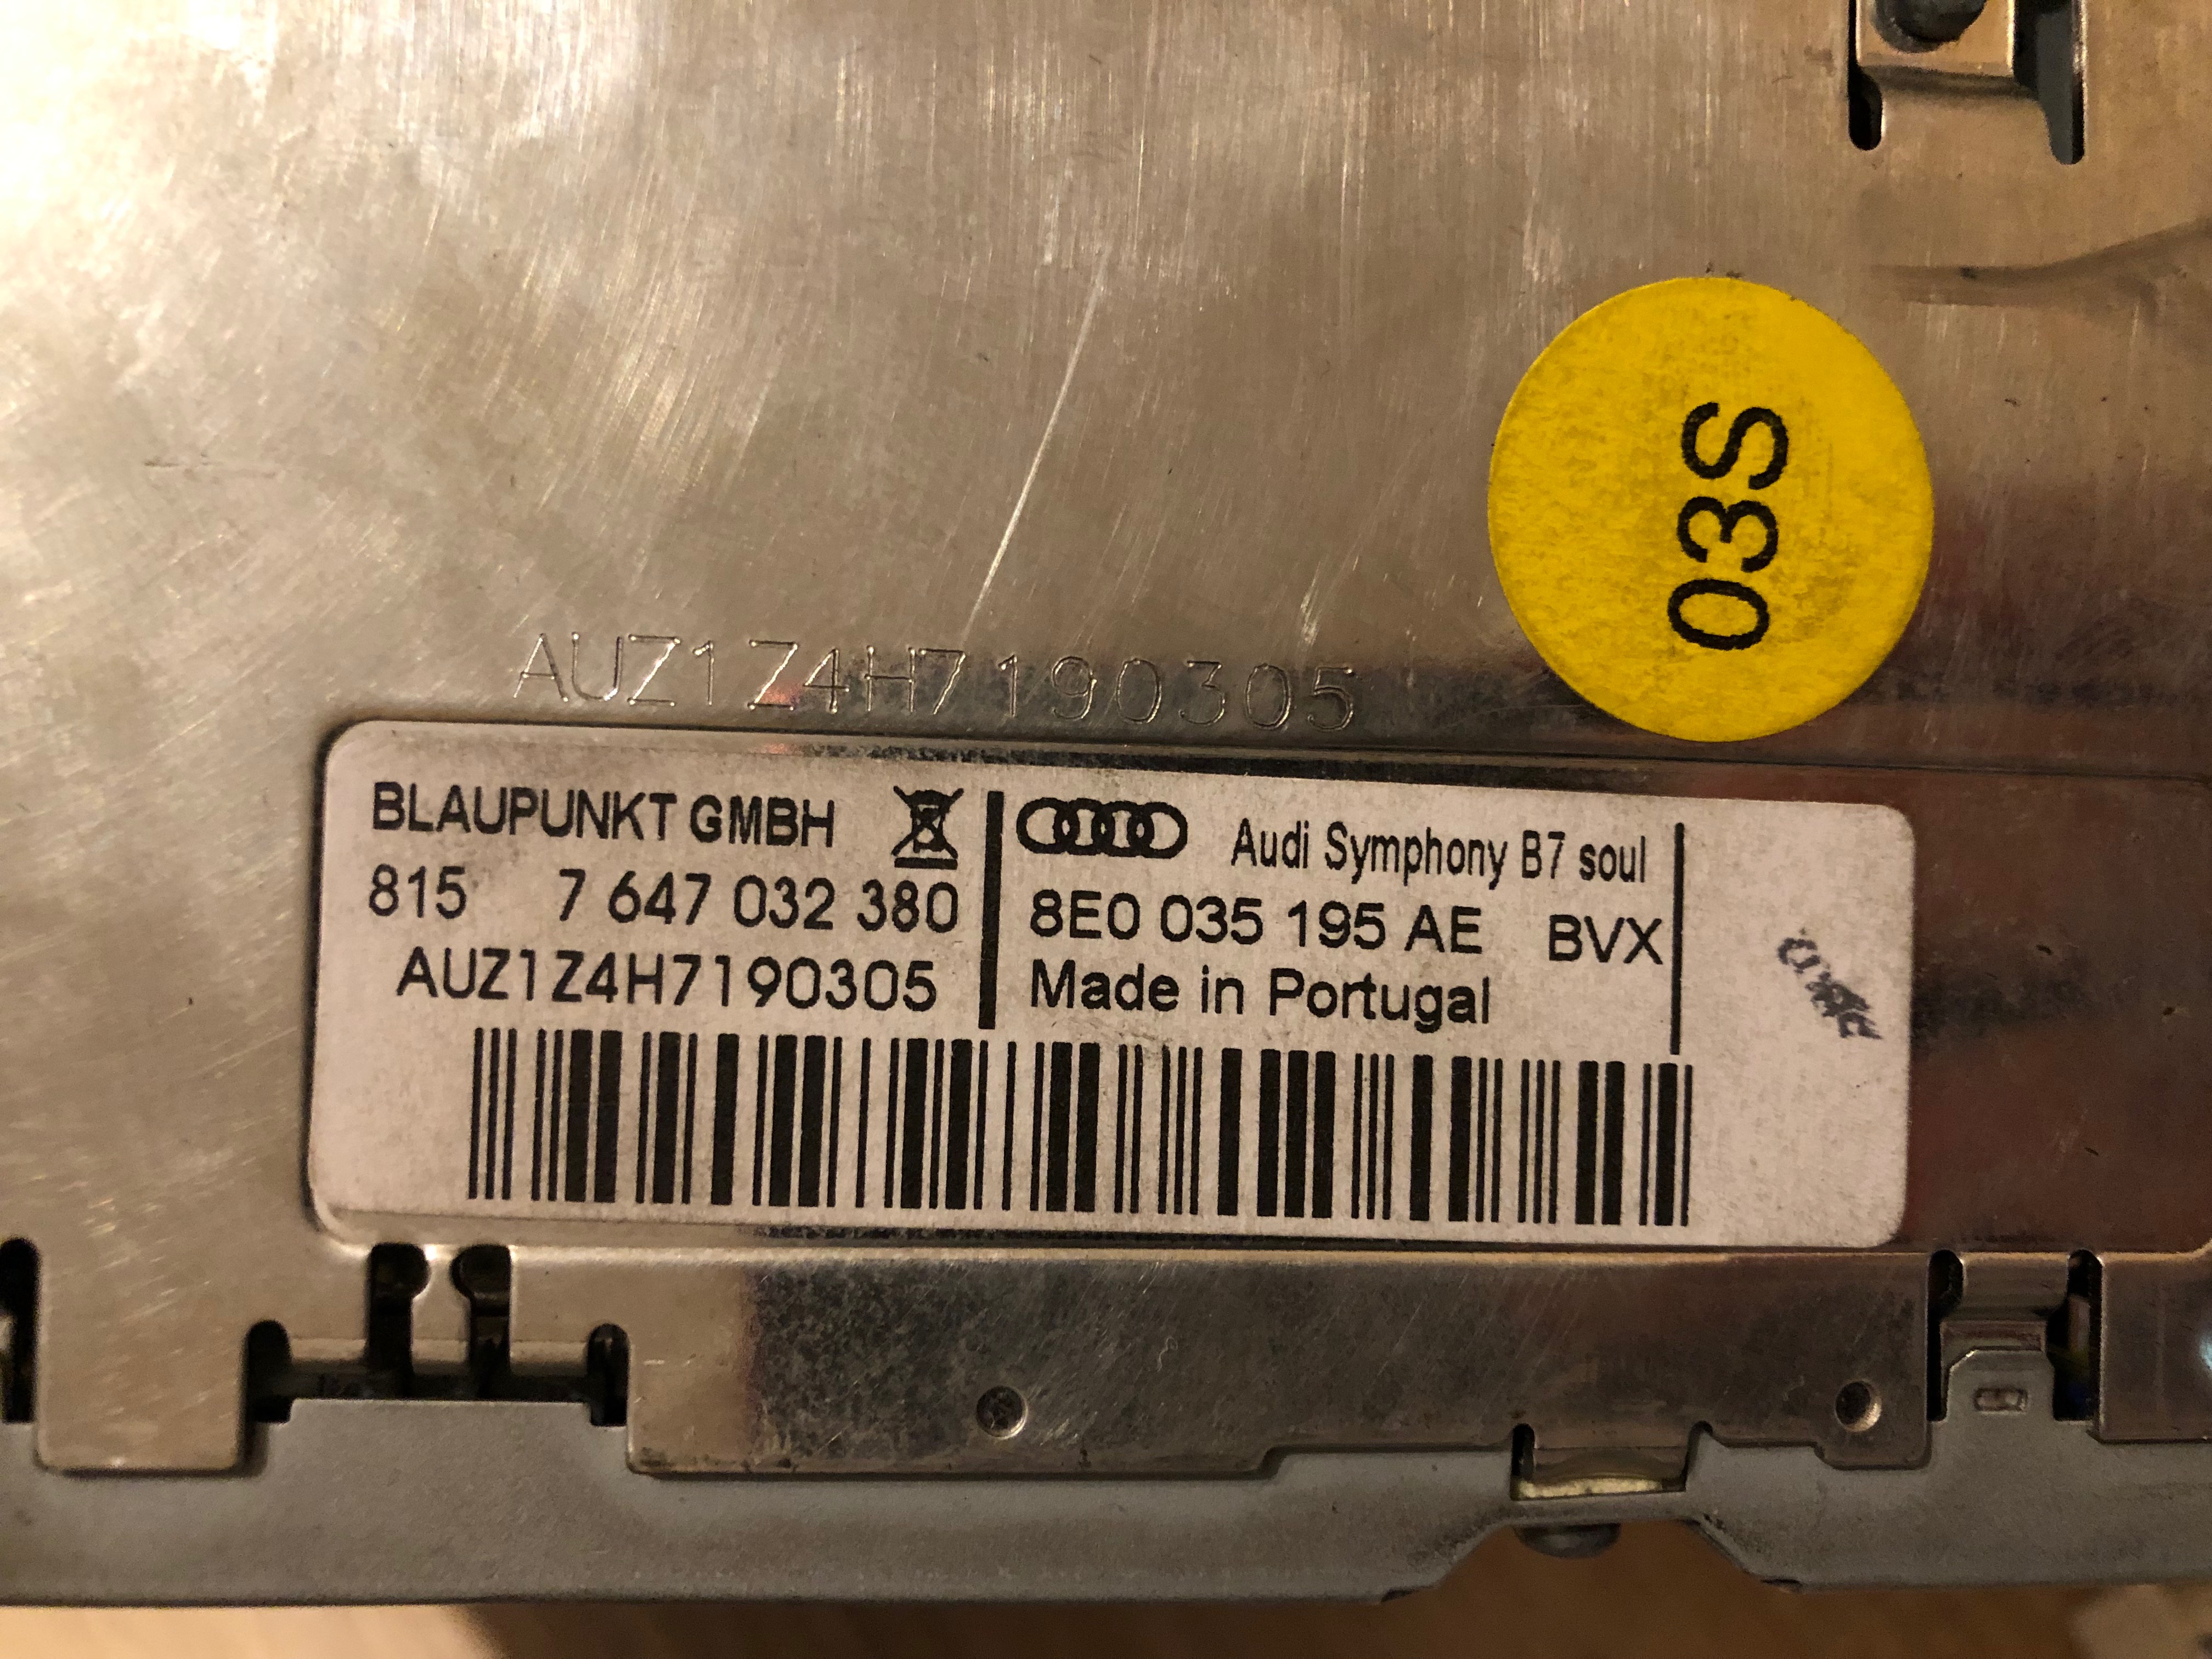 03S
AUZ1Z4H7190305
BLAUPUNKT GMBH
815 7 647 032 380
AUZ1Z4H7190305
Audi Symphony B7 soul
8E0 035 195 AE BVX
Made in Portugal